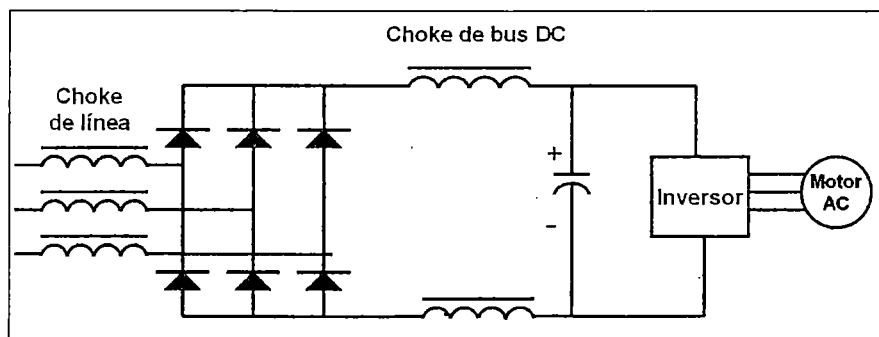 Choke de bus DC
Choke
de línea
+
-
Inversor
Motor
AC